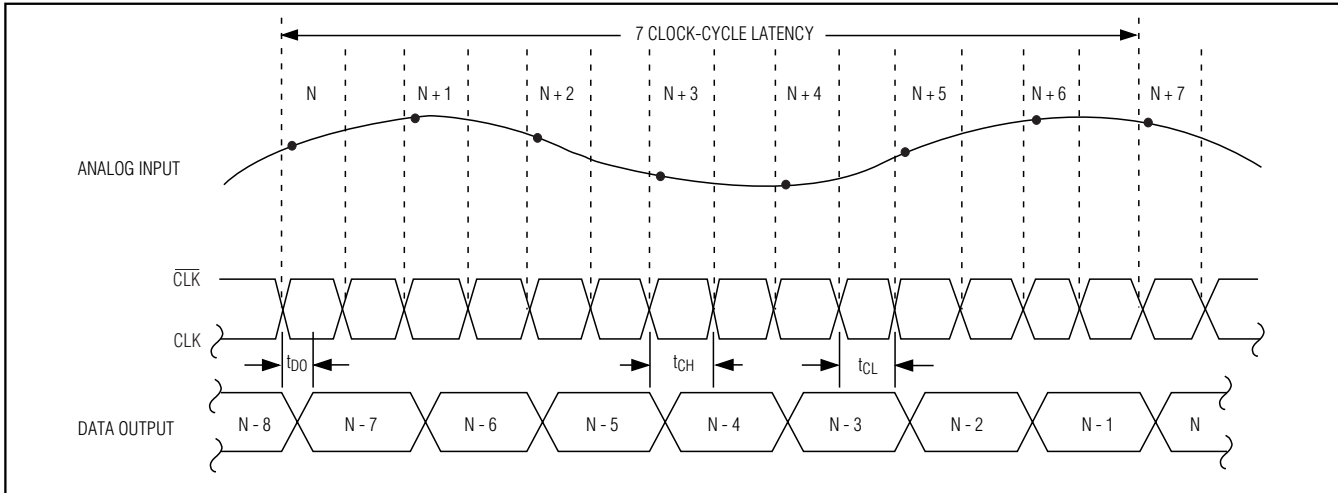 7 CLOCK-CYCLE LATENCY
N N + 1 N + 2 N + 3 N + 4 N + 5 N + 6 N + 7
ANALOG INPUT
C̅L̅K̅
CLK
tDO tCH tCL
DATA OUTPUT N - 8 N - 7 N - 6 N - 5 N - 4 N - 3 N - 2 N - 1 N